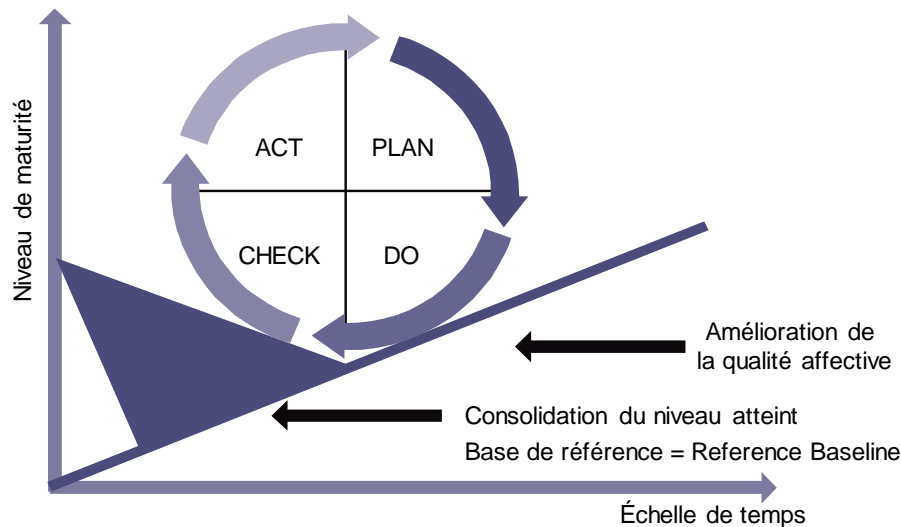 Niveau de maturité
ACT
PLAN
CHECK
DO
Amélioration de
la qualité affective
Consolidation du niveau atteint
Base de référence = Reference Baseline
Échelle de temps